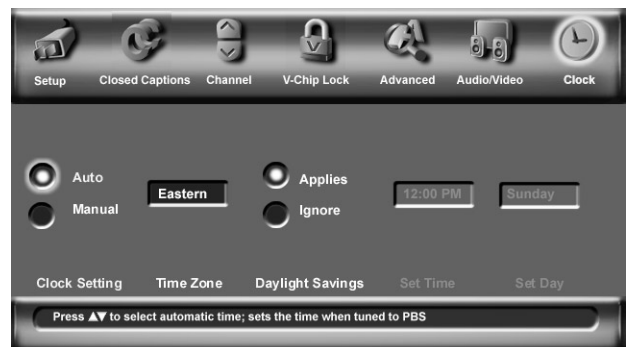 Setup Closed Captions Channel V-Chip Lock Advanced Audio/Video Clock
Auto
Manual
Eastern
Applies
Ignore
12:00 PM
Sunday
Clock Setting Time Zone Daylight Savings Set Time Set Day
Press ▲▼ to select automatic time; sets the time when tuned to PBS